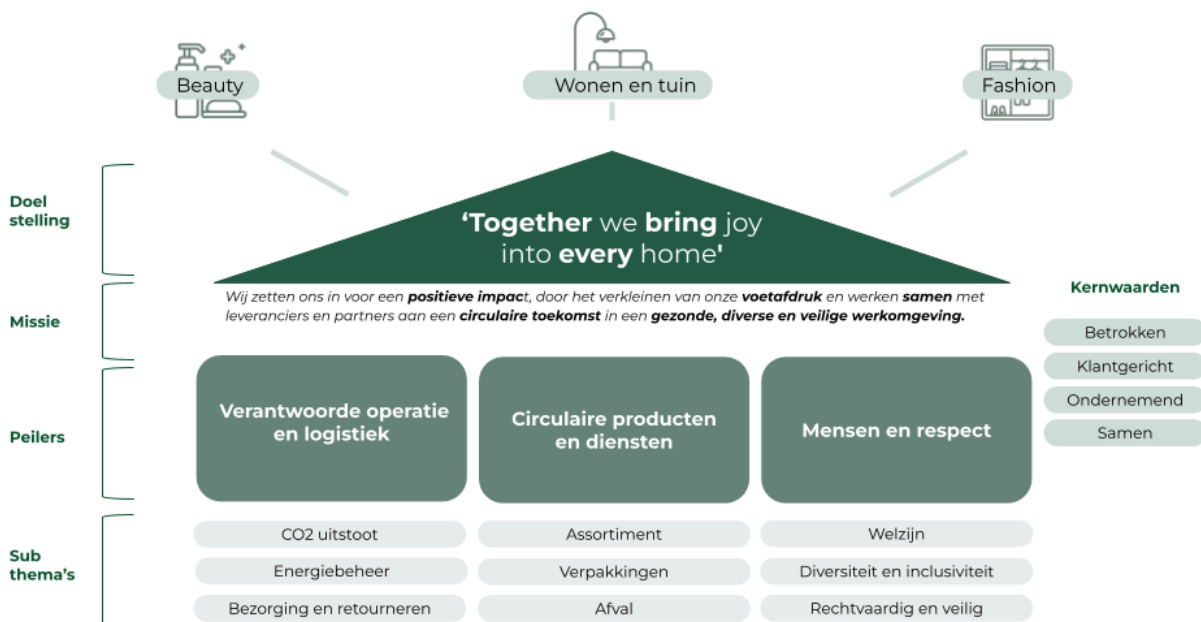 Beauty
Wonen en tuin
Fashion
Doel
stelling
'Together we bring joy
into every home'
Missie
Wij zetten ons in voor een positieve impact, door het verkleinen van onze voetafdruk en werken samen met
leveranciers en partners aan een circulaire toekomst in een gezonde, diverse en veilige werkomgeving.
Kernwaarden
Betrokken
Klantgericht
Ondernemend
Samen
Peilers
Verantwoorde operatie
en logistiek
Circulaire producten
en diensten
Mensen en respect
Sub
thema's
CO2 uitstoot
Assortiment
Welzijn
Energiebeheer
Verpakkingen
Diversiteit en inclusiviteit
Bezorging en retourneren
Afval
Rechtvaardig en veilig